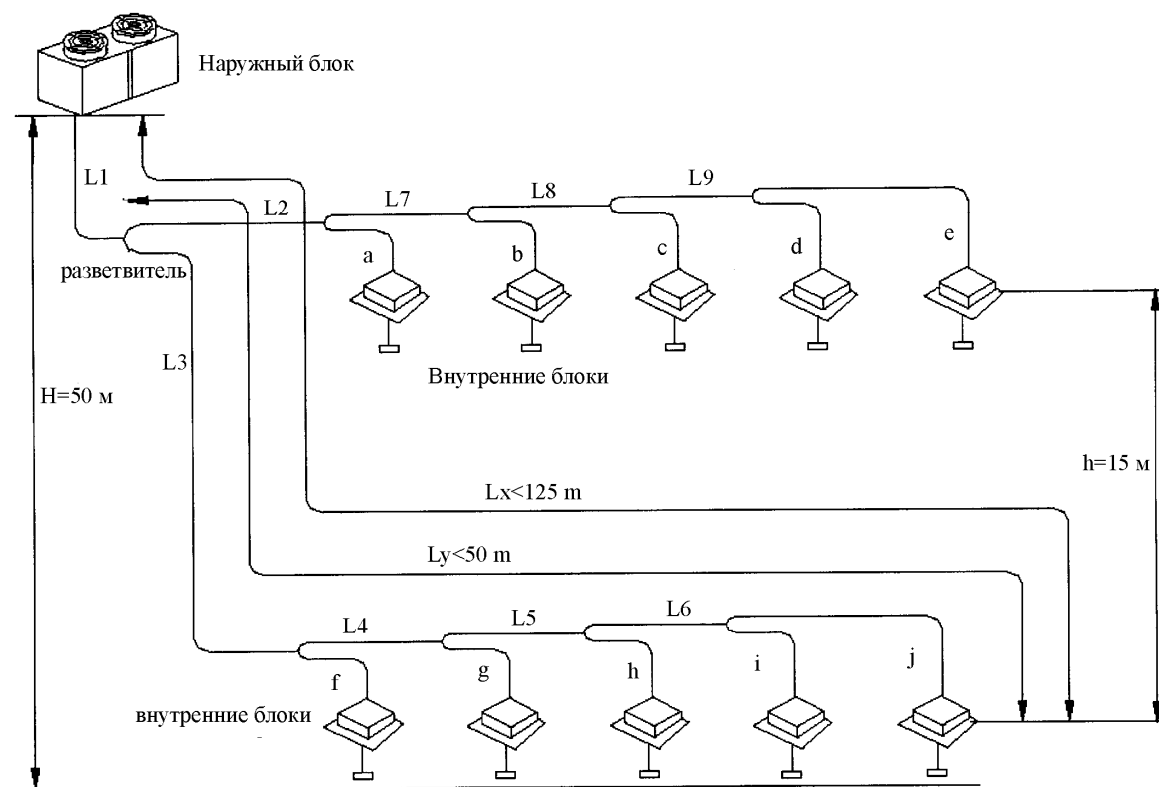 Наружный блок
L1
L2
L7
L8
L9
a
b
c
d
e
разветвитель
L3
H=50 м
Внутренние блоки
h=15 м
Lx<125 m
Ly<50 m
L4
L5
L6
f
g
h
i
j
внутренние блоки